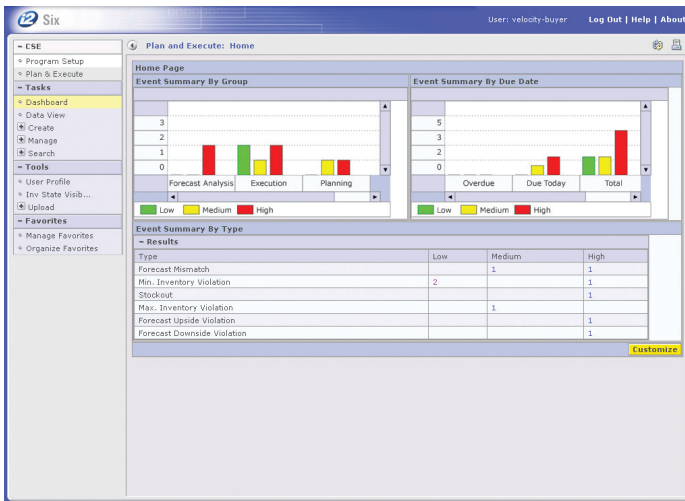 i2 Six
User: velocity-buyer Log Out | Help | About
CSE
Program Setup
Plan & Execute
Tasks
Dashboard
Data View
Create
Manage
Search
Tools
User Profile
Inv State Visib...
Upload
Favorites
Manage Favorites
Organize Favorites
Plan and Execute: Home
Home Page
Event Summary By Group
3
2
1
0
Forecast Analysis Execution Planning
Low Medium High
Event Summary By Due Date
5
3
2
0
Overdue Due Today Total
Low Medium High
Event Summary By Type
– Results
Type Low Medium High
Forecast Mismatch 1 1
Min. Inventory Violation 2 1
Stockout 1
Max. Inventory Violation 1
Forecast Upside Violation 1
Forecast Downside Violation 1
Customize